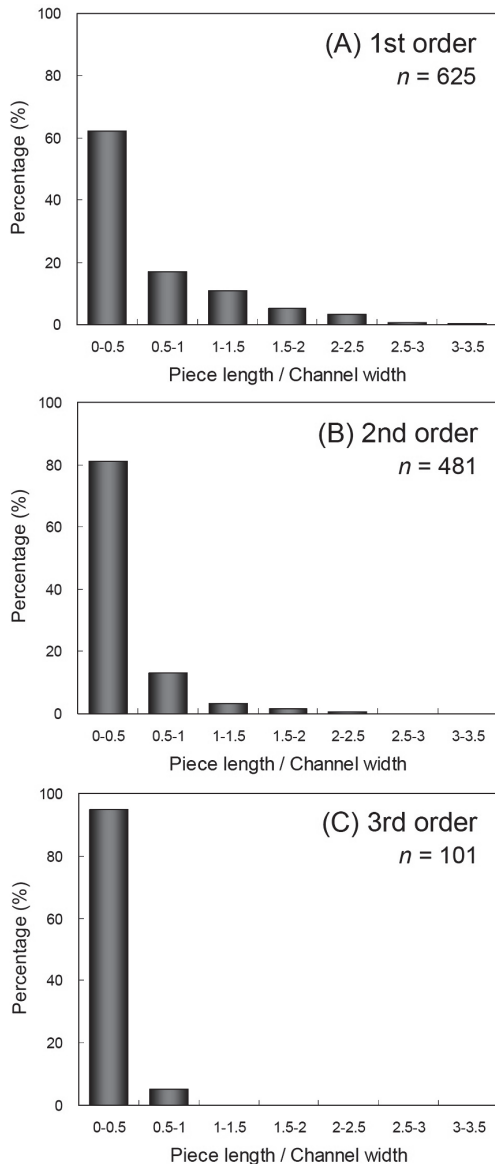 100
(A) 1st order
n = 625
80
60
40
20
0
Percentage (%)
0-0.5 0.5-1 1-1.5 1.5-2 2-2.5 2.5-3 3-3.5
Piece length / Channel width
100
(B) 2nd order
n = 481
80
60
40
20
0
Percentage (%)
0-0.5 0.5-1 1-1.5 1.5-2 2-2.5 2.5-3 3-3.5
Piece length / Channel width
100
(C) 3rd order
n = 101
80
60
40
20
0
Percentage (%)
0-0.5 0.5-1 1-1.5 1.5-2 2-2.5 2.5-3 3-3.5
Piece length / Channel width